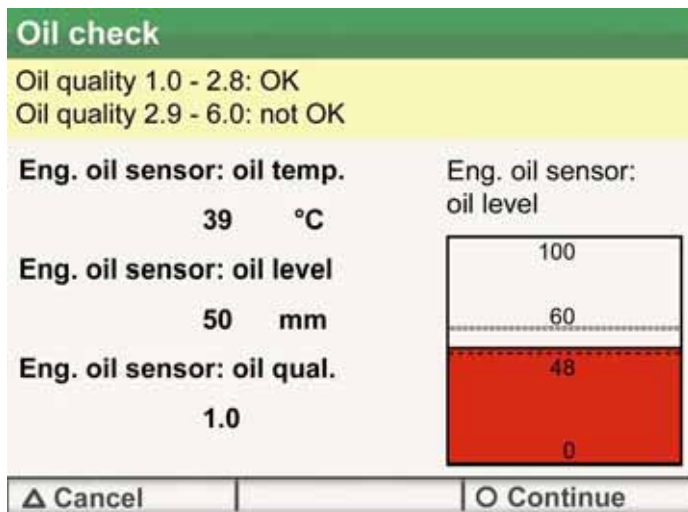 Oil check
Oil quality 1.0 - 2.8: OK
Oil quality 2.9 - 6.0: not OK
Eng. oil sensor: oil temp.
39 °C
Eng. oil sensor: oil level
50 mm
Eng. oil sensor: oil qual.
1.0
Eng. oil sensor:
oil level
100
60
48
0
△ Cancel
○ Continue